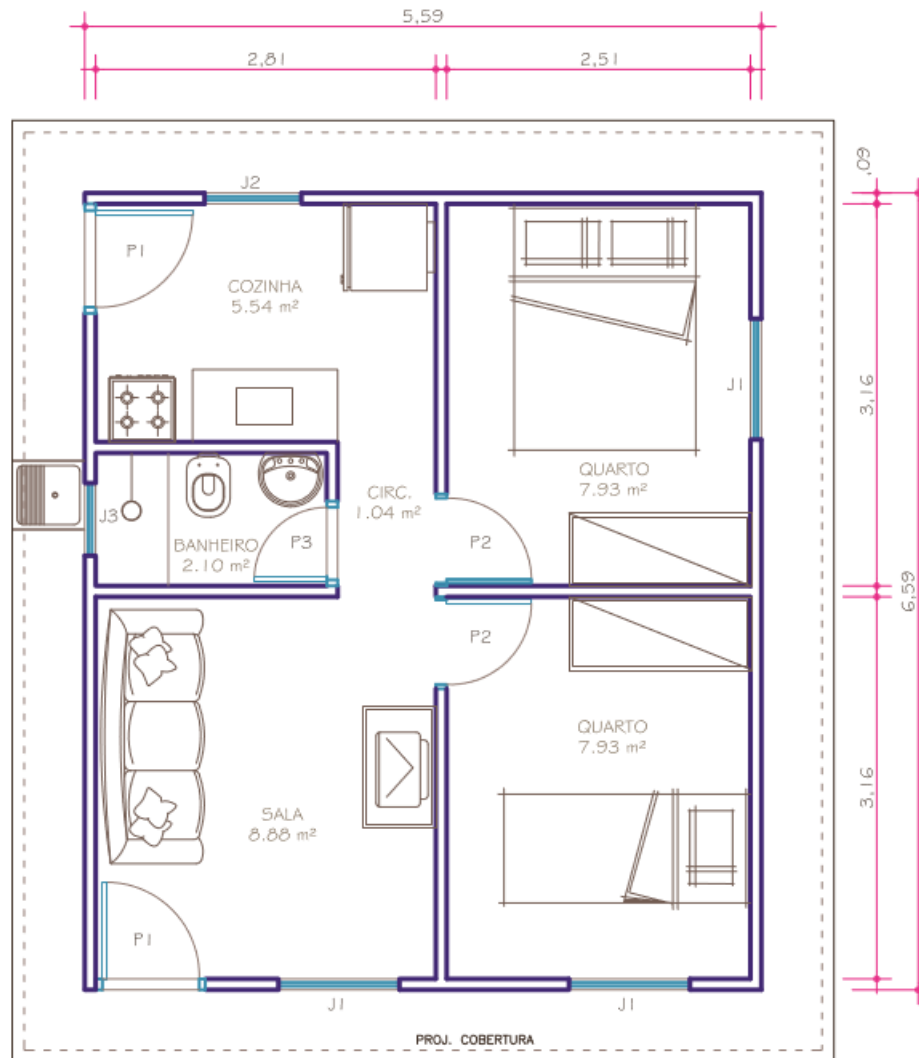 5,59
2,81
2,51
,09
J2
P1
COZINHA
5.54 m²
3,16
J1
QUARTO
7.93 m²
CIRC.
1.04 m²
J3
BANHEIRO
2.10 m²
P3
P2
6,59
P2
QUARTO
7.93 m²
3,16
SALA
8.88 m²
P1
J1
J1
PROJ. COBERTURA